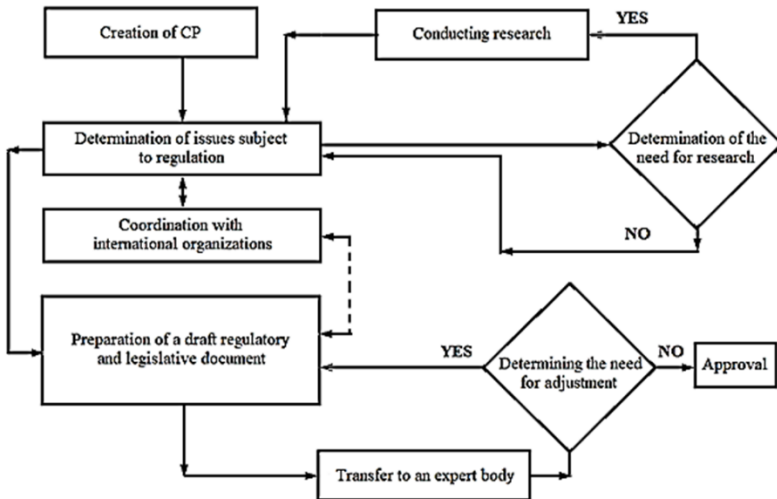 Creation of CP
Conducting research
YES
Determination of issues subject
to regulation
Determination of the
need for research
Coordination with
international organizations
NO
Preparation of a draft regulatory
and legislative document
YES
Determining the need
for adjustment
NO
Approval
Transfer to an expert body